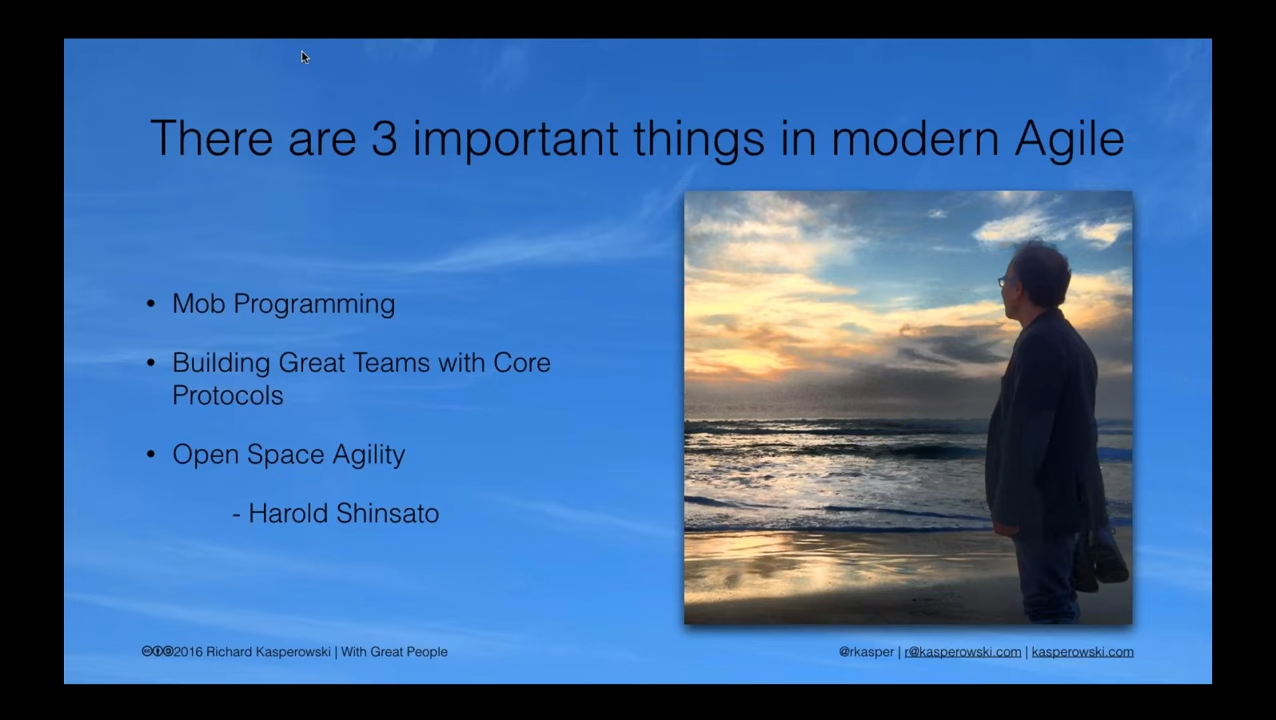 There are 3 important things in modern Agile
• Mob Programming
• Building Great Teams with Core
Protocols
• Open Space Agility
- Harold Shinsato
2016 Richard Kasperowski | With Great People
@rkasper | r@kasperowski.com | kasperowski.com